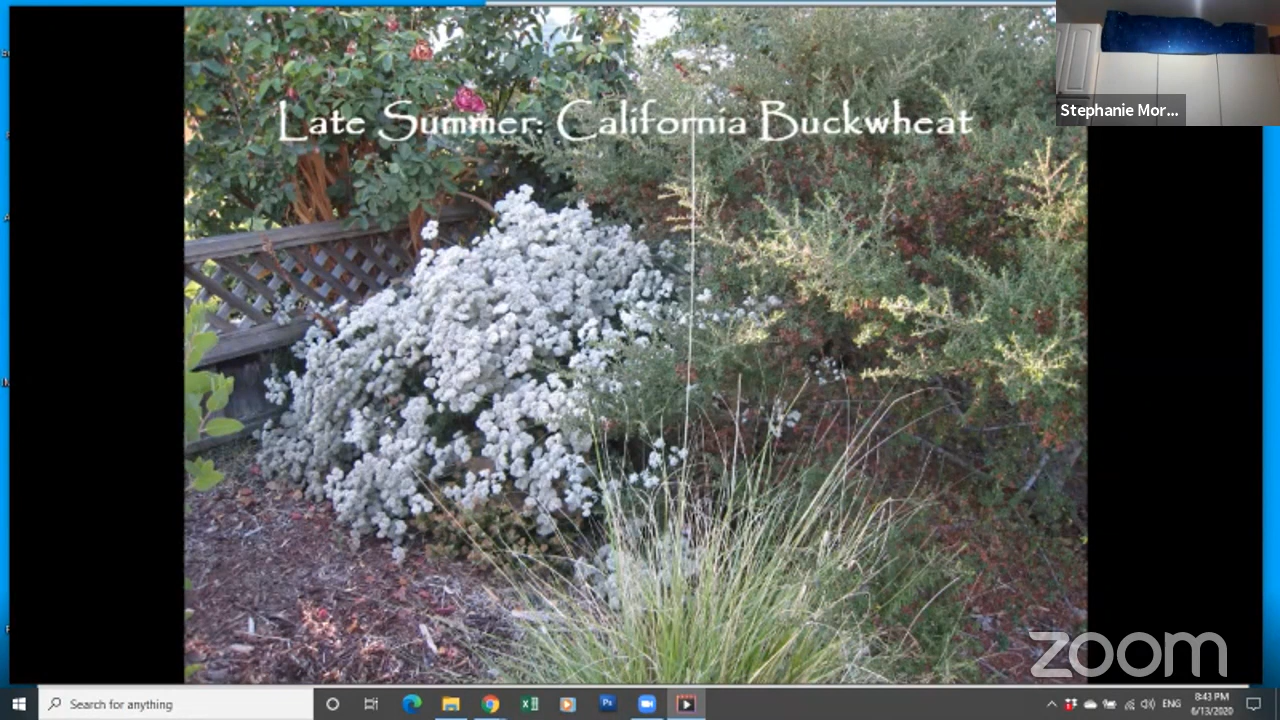 Late Summer: California Buckwheat
Stephanie Mor...
zoom
Search for anything
ENG
8:43 PM
6/13/2020